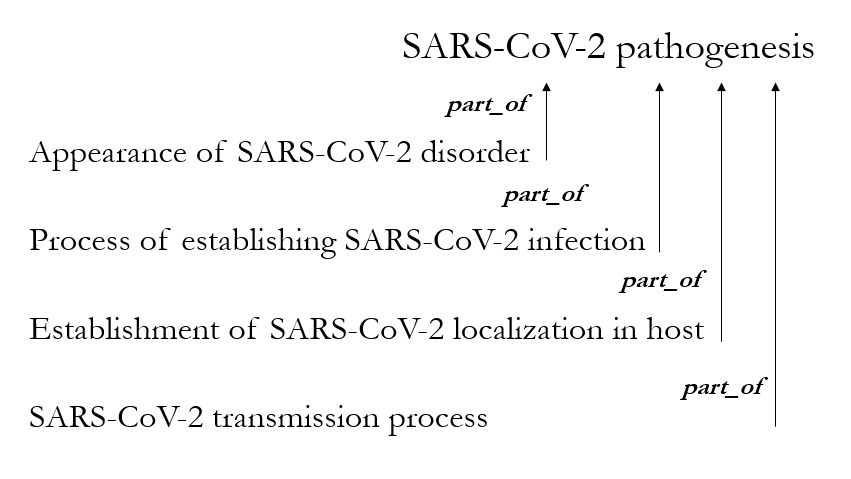 SARS-CoV-2 pathogenesis
part_of
Appearance of SARS-CoV-2 disorder
part_of
Process of establishing SARS-CoV-2 infection
part_of
Establishment of SARS-CoV-2 localization in host
part_of
SARS-CoV-2 transmission process